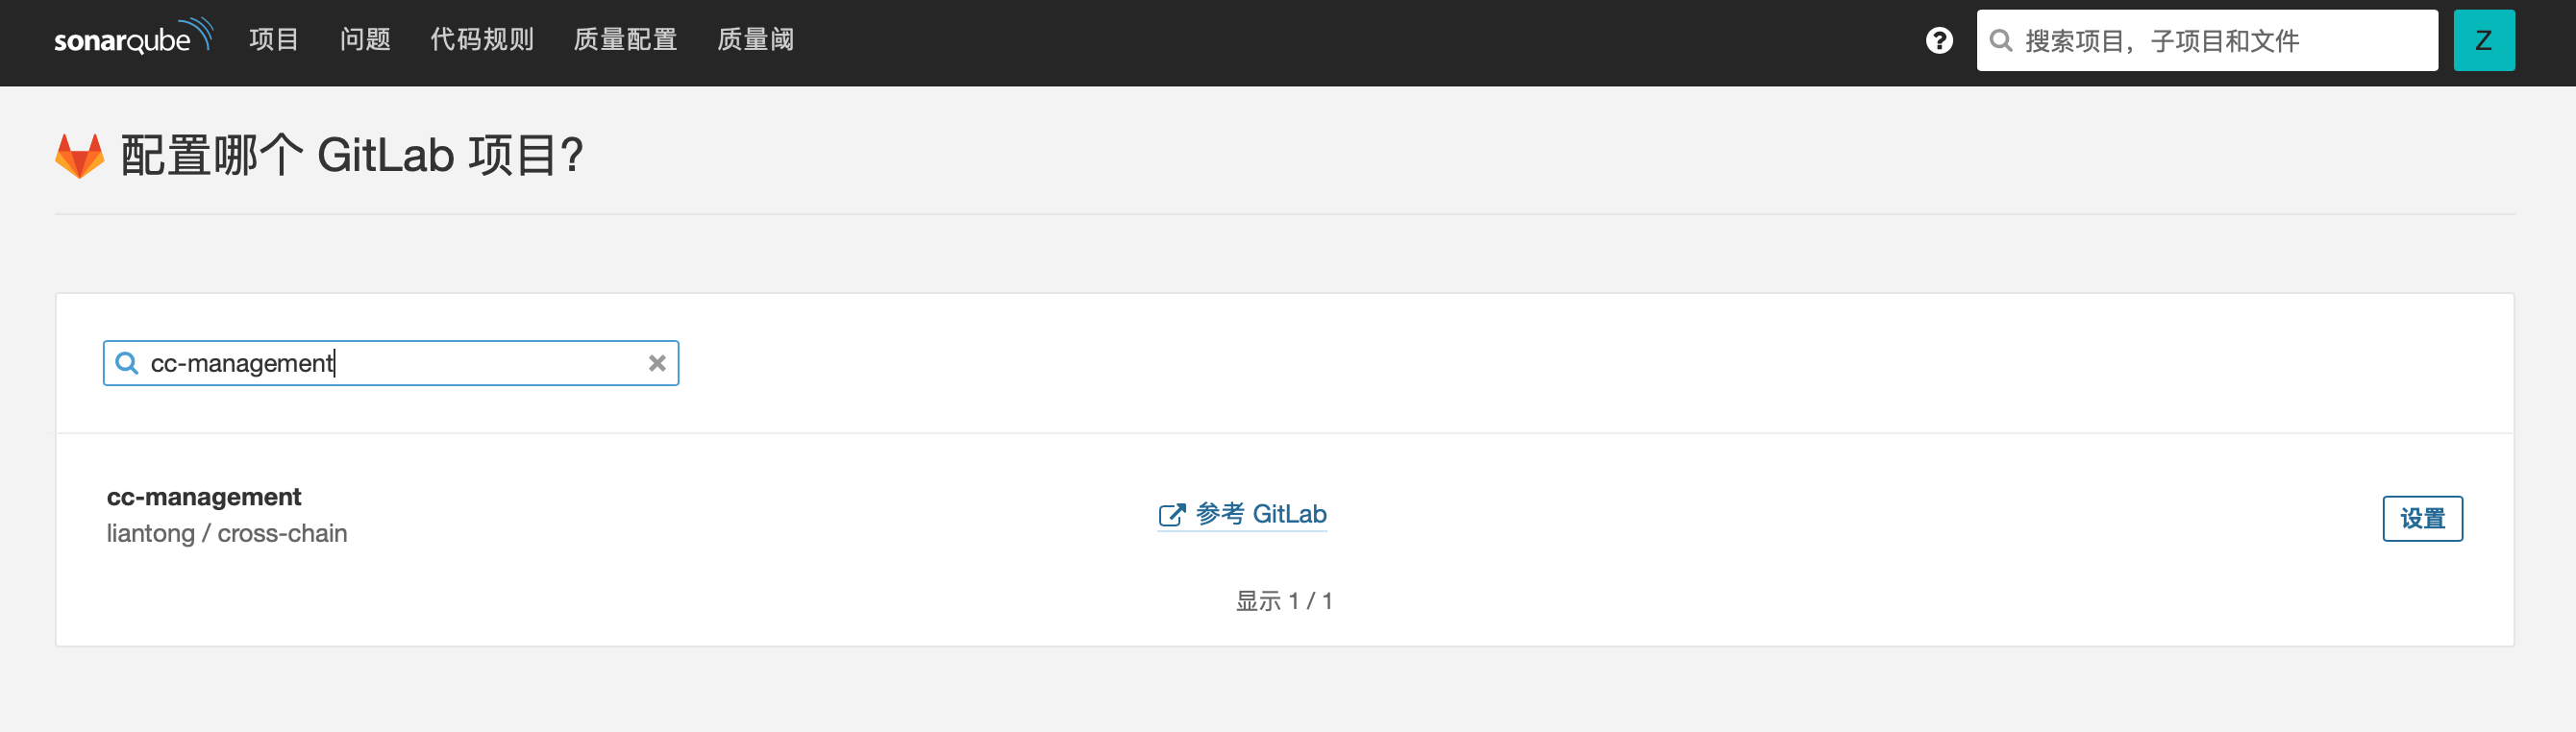 sonarqube 项目 问题 代码规则 质量配置 质量阈 ? 搜索项目，子项目和文件 Z
配置哪个 GitLab 项目？
cc-management
cc-management
liantong / cross-chain
参考 GitLab
设置
显示 1 / 1